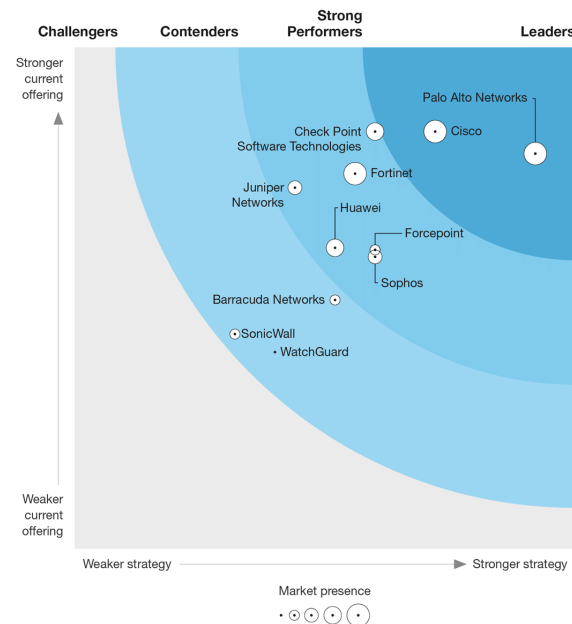 Challengers
Contenders
Strong
Performers
Leaders
Stronger
current
offering
Palo Alto Networks
Check Point
Software Technologies
Cisco
Fortinet
Juniper
Networks
Huawei
Forcepoint
Sophos
Barracuda Networks
SonicWall
WatchGuard
Weaker
current
offering
Weaker strategy
Stronger strategy
Market presence